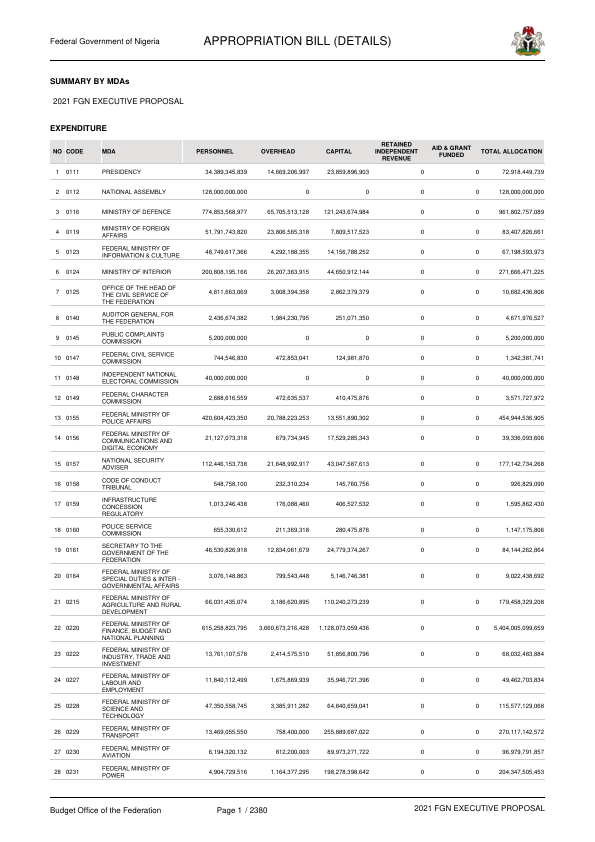 Federal Government of Nigeria
APPROPRIATION BILL (DETAILS)
SUMMARY BY MDAs
2021 FGN EXECUTIVE PROPOSAL
EXPENDITURE
NO CODE MDA PERSONNEL OVERHEAD CAPITAL RETAINED INDEPENDENT REVENUE AID & GRANT FUNDED TOTAL ALLOCATION
1 0111 PRESIDENCY 34,389,345,839 14,669,206,997 23,859,896,903 0 0 72,918,449,739
2 0112 NATIONAL ASSEMBLY 128,000,000,000 0 0 0 0 128,000,000,000
3 0116 MINISTRY OF DEFENCE 774,853,568,977 65,705,513,128 121,243,674,984 0 0 961,802,757,089
4 0119 MINISTRY OF FOREIGN AFFAIRS 51,791,743,820 23,806,565,318 7,809,517,523 0 0 83,407,826,661
5 0123 FEDERAL MINISTRY OF INFORMATION & CULTURE 48,749,617,366 4,292,188,355 14,156,788,252 0 0 67,198,593,973
6 0124 MINISTRY OF INTERIOR 200,808,195,166 26,207,363,915 44,650,912,144 0 0 271,666,471,225
7 0125 OFFICE OF THE HEAD OF THE CIVIL SERVICE OF THE FEDERATION 4,811,663,069 3,008,394,358 2,862,379,379 0 0 10,682,436,806
8 0140 AUDITOR GENERAL FOR THE FEDERATION 2,436,674,382 1,984,230,795 251,071,350 0 0 4,671,976,527
9 0145 PUBLIC COMPLAINTS COMMISSION 5,200,000,000 0 0 0 0 5,200,000,000
10 0147 FEDERAL CIVIL SERVICE COMMISSION 744,546,830 472,853,041 124,981,870 0 0 1,342,381,741
11 0148 INDEPENDENT NATIONAL ELECTORAL COMMISSION 40,000,000,000 0 0 0 0 40,000,000,000
12 0149 FEDERAL CHARACTER COMMISSION 2,688,616,559 472,635,537 410,475,876 0 0 3,571,727,972
13 0155 FEDERAL MINISTRY OF POLICE AFFAIRS 420,604,423,350 20,788,223,253 13,551,890,302 0 0 454,944,536,905
14 0156 FEDERAL MINISTRY OF COMMUNICATIONS AND DIGITAL ECONOMY 21,127,073,318 679,734,945 17,529,285,343 0 0 39,336,093,606
15 0157 NATIONAL SECURITY ADVISER 112,446,153,738 21,648,992,917 43,047,587,613 0 0 177,142,734,268
16 0158 CODE OF CONDUCT TRIBUNAL 548,758,100 232,310,234 145,760,756 0 0 926,829,090
17 0159 INFRASTRUCTURE CONCESSION REGULATORY 1,013,246,438 176,088,460 406,527,532 0 0 1,595,862,430
18 0160 POLICE SERVICE COMMISSION 655,330,612 211,369,318 280,475,876 0 0 1,147,175,806
19 0161 SECRETARY TO THE GOVERNMENT OF THE FEDERATION 46,530,826,918 12,834,061,679 24,779,374,267 0 0 84,144,262,864
20 0164 FEDERAL MINISTRY OF SPECIAL DUTIES & INTER - GOVERNMENTAL AFFAIRS 3,076,148,863 799,543,448 5,146,746,381 0 0 9,022,438,692
21 0215 FEDERAL MINISTRY OF AGRICULTURE AND RURAL DEVELOPMENT 66,031,435,074 3,186,620,895 110,240,273,239 0 0 179,458,329,208
22 0220 FEDERAL MINISTRY OF FINANCE, BUDGET AND NATIONAL PLANNING 615,258,823,795 3,660,673,216,428 1,128,073,059,436 0 0 5,404,005,099,659
23 0222 FEDERAL MINISTRY OF INDUSTRY, TRADE AND INVESTMENT 13,761,107,578 2,414,575,510 51,856,800,796 0 0 68,032,483,884
24 0227 FEDERAL MINISTRY OF LABOUR AND EMPLOYMENT 11,840,112,499 1,675,869,939 35,946,721,396 0 0 49,462,703,834
25 0228 FEDERAL MINISTRY OF SCIENCE AND TECHNOLOGY 47,350,558,745 3,385,911,282 64,840,659,041 0 0 115,577,129,068
26 0229 FEDERAL MINISTRY OF TRANSPORT 13,469,055,550 758,400,000 255,889,687,022 0 0 270,117,142,572
27 0230 FEDERAL MINISTRY OF AVIATION 6,194,320,132 812,200,003 89,973,271,722 0 0 96,979,791,857
28 0231 FEDERAL MINISTRY OF POWER 4,904,729,516 1,164,377,295 198,278,398,642 0 0 204,347,505,453
Budget Office of the Federation
Page 1 / 2380
2021 FGN EXECUTIVE PROPOSAL